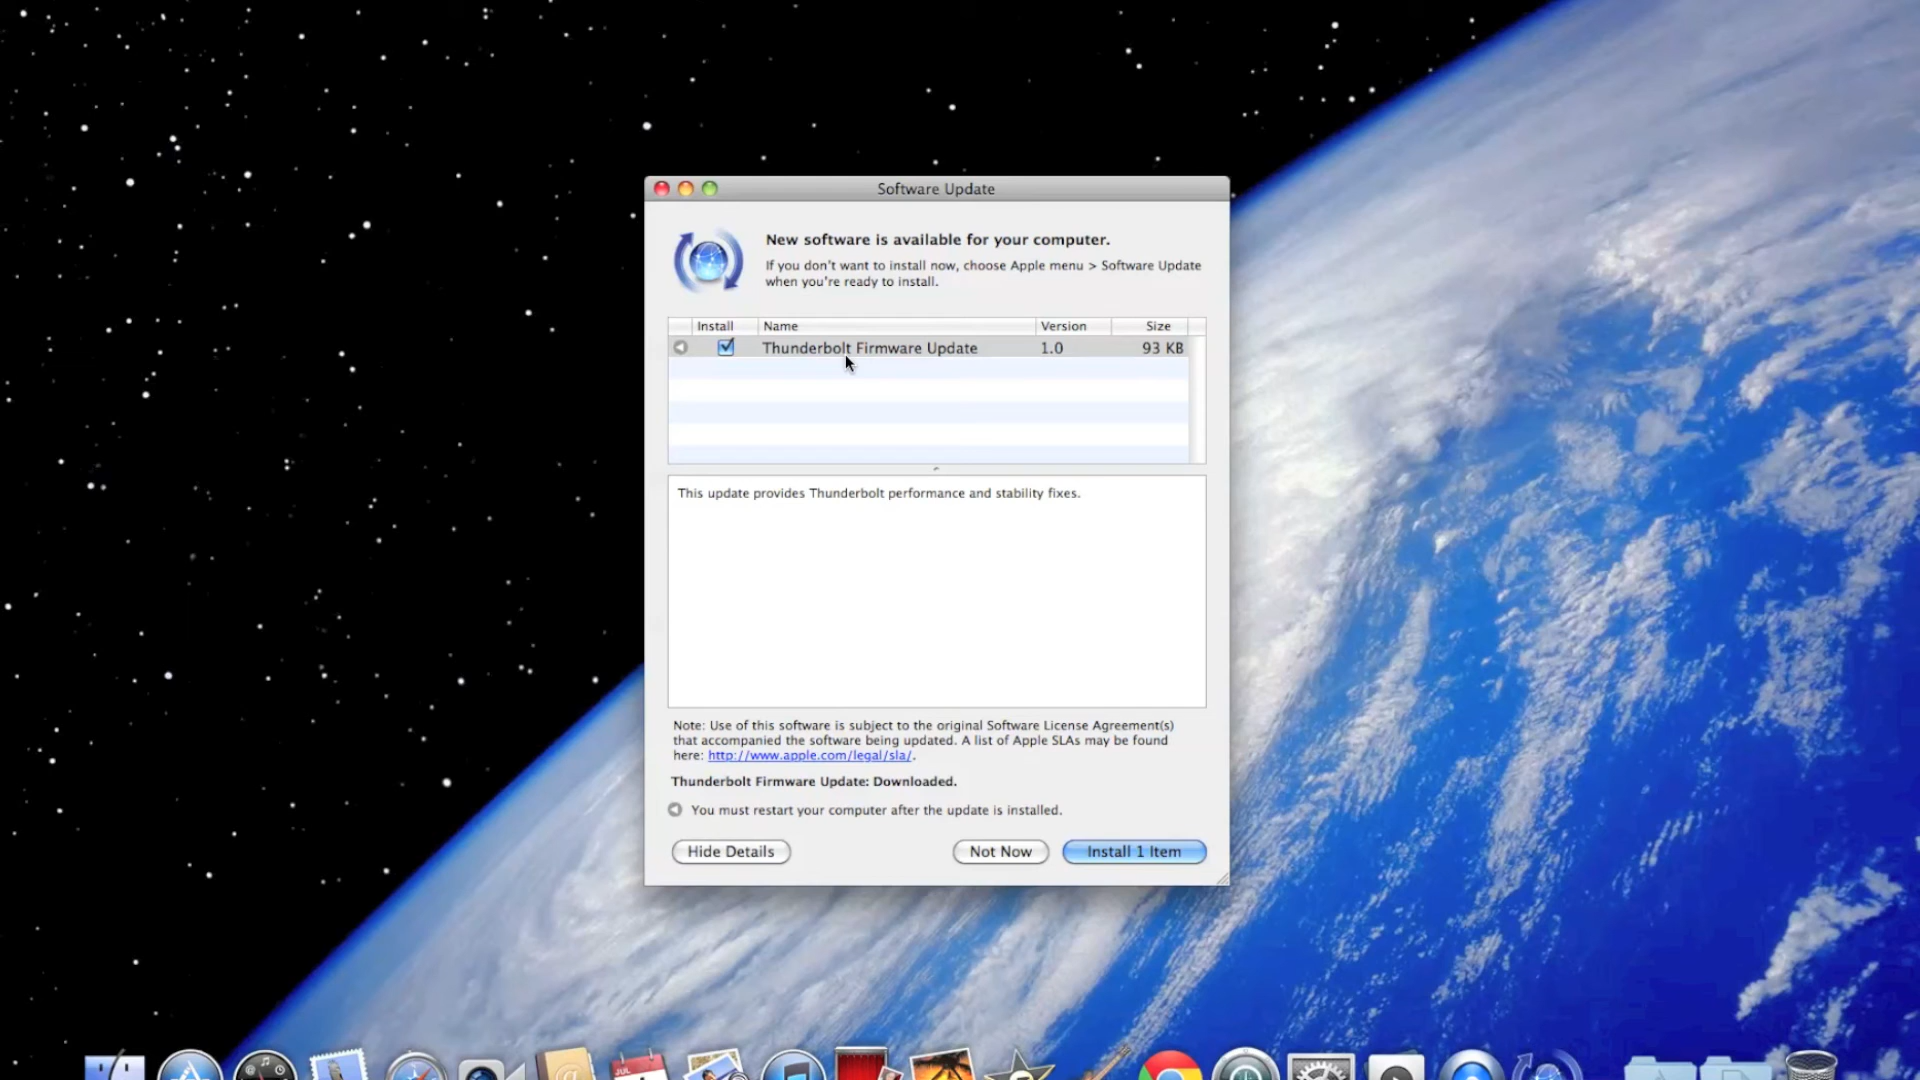 Software Update
New software is available for your computer.
If you don't want to install now, choose Apple menu > Software Update
when you're ready to install.
Install Name Version Size
Thunderbolt Firmware Update 1.0 93 KB
This update provides Thunderbolt performance and stability fixes.
Note: Use of this software is subject to the original Software License Agreement(s)
that accompanied the software being updated. A list of Apple SLAs may be found
here: http://www.apple.com/legal/sla/.
Thunderbolt Firmware Update: Downloaded.
You must restart your computer after the update is installed.
Hide Details Not Now Install 1 Item
JUL